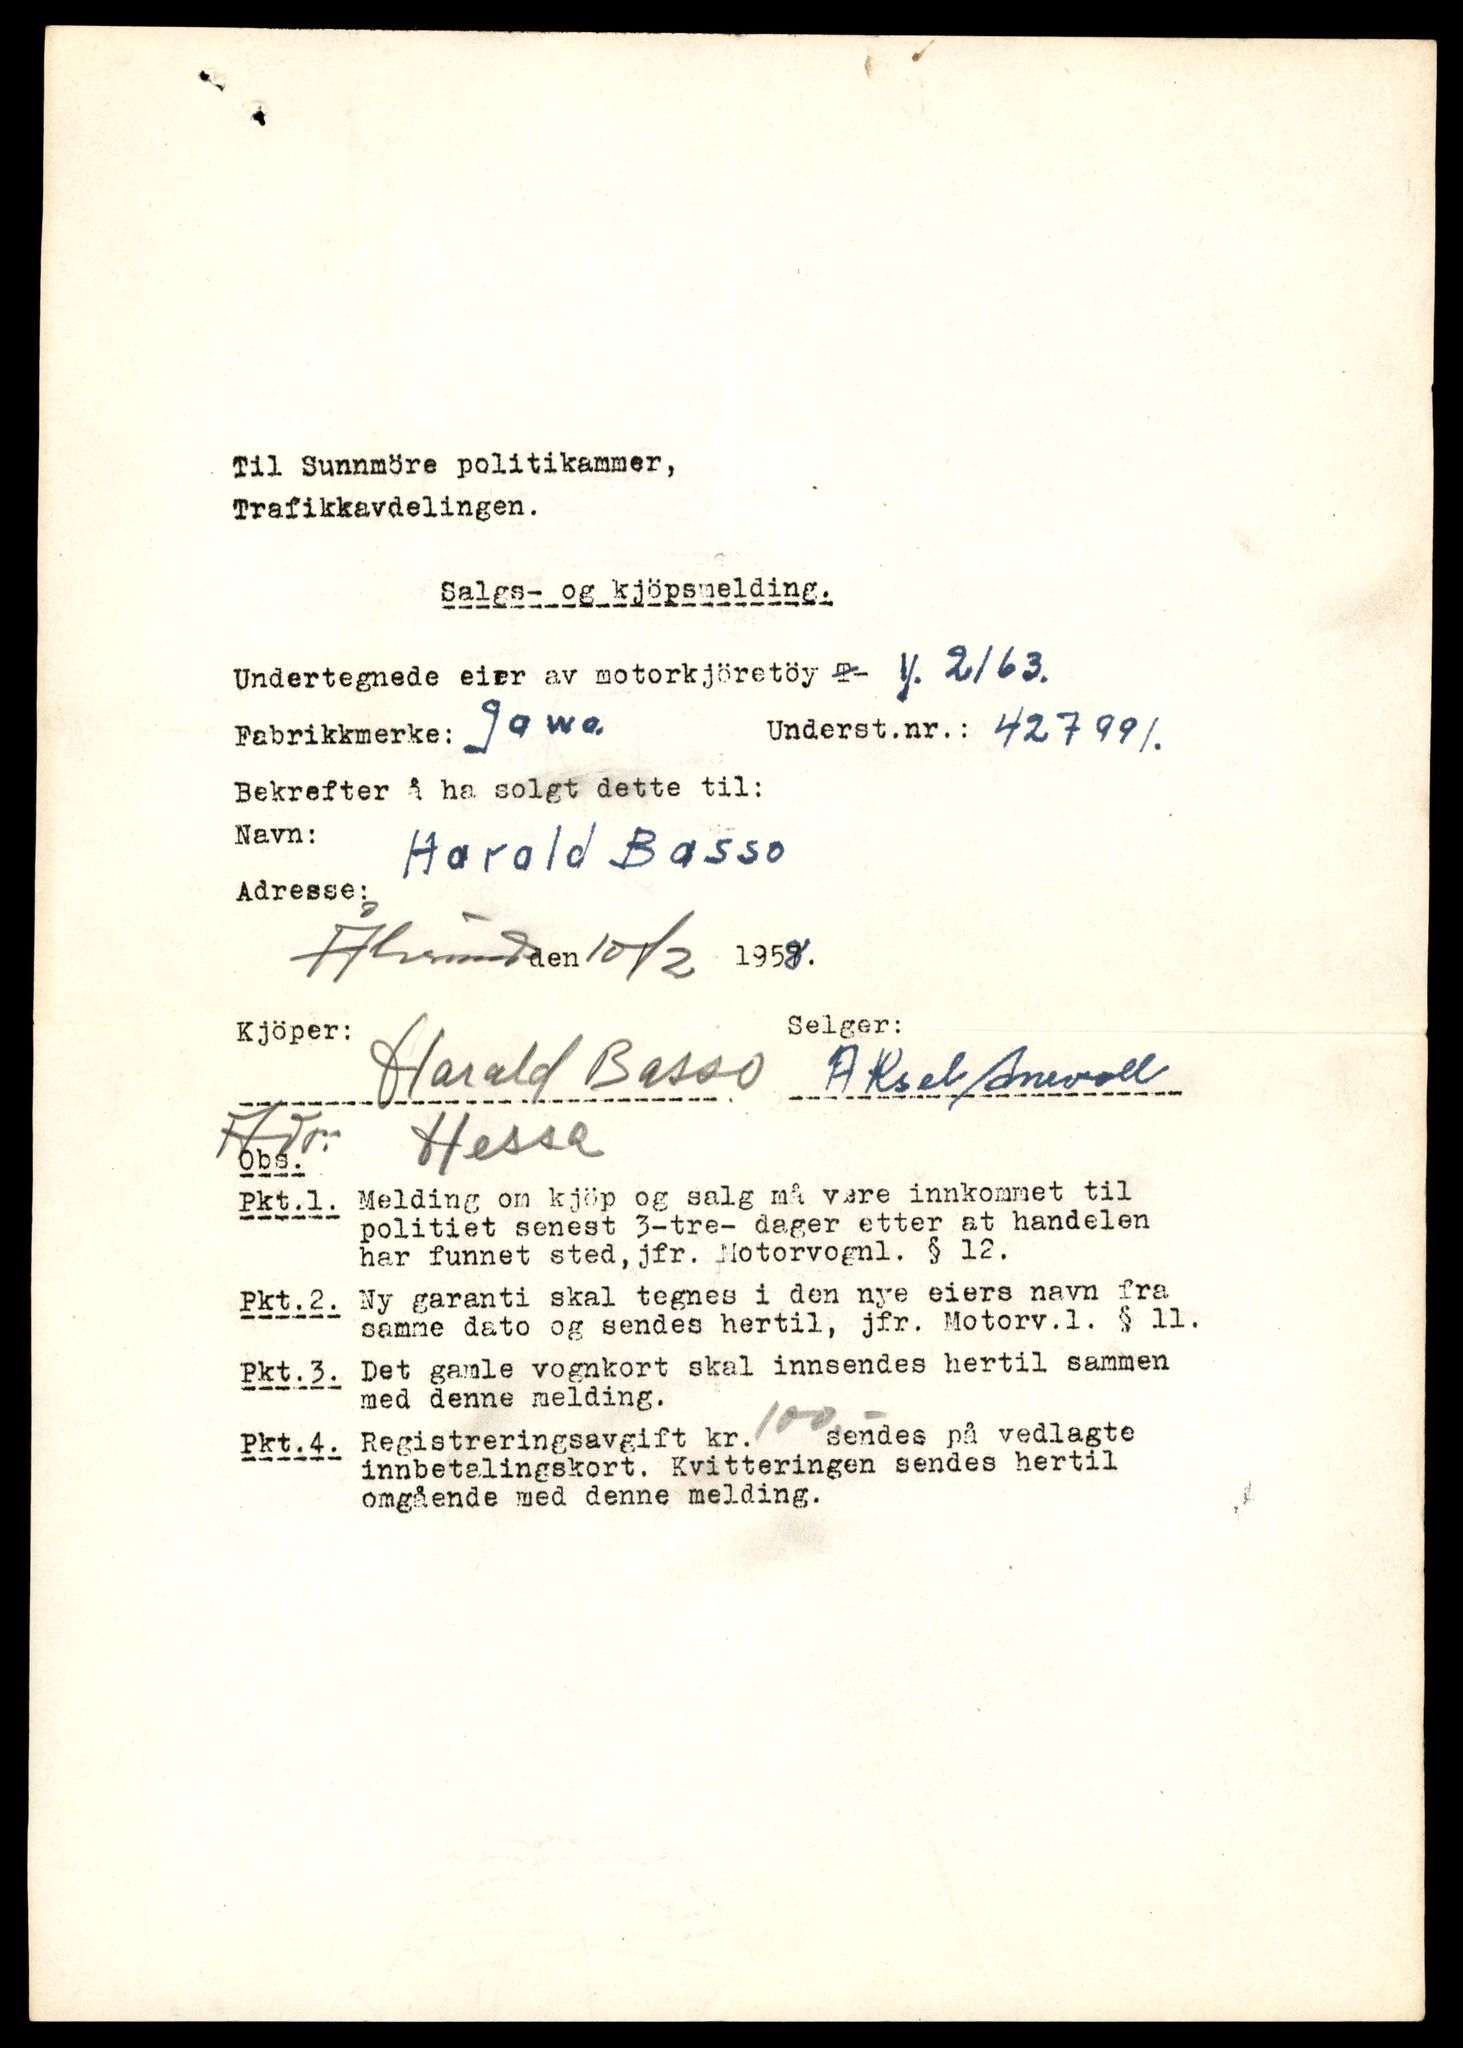 Til Sunnmöre politikammer,
Trafikkavdelingen.
Salgs- og kjöpsmelding.
Undertegnede eier av motorkjöretöy T- Y. 2163.
Fabrikkmerke: Jawa. Underst.nr.: 427991.
Bekrefter å ha solgt dette til:
Navn: Harald Basso
Adresse:
Ålesund den 10/2 1958.
Kjöper: Selger:
Harald Basso Aksel
Adr. Hessa
Obs.
Pkt.1. Melding om kjöp og salg må være innkommet til
politiet senest 3-tre- dager etter at handelen
har funnet sted, jfr. Motorvognl. § 12.
Pkt.2. Ny garanti skal tegnes i den nye eiers navn fra
samme dato og sendes hertil, jfr. Motorv.l. § 11.
Pkt.3. Det gamle vognkort skal innsendes hertil sammen
med denne melding.
Pkt.4. Registreringsavgift kr. 100,- sendes på vedlagte
innbetalingskort. Kvitteringen sendes hertil
omgående med denne melding.